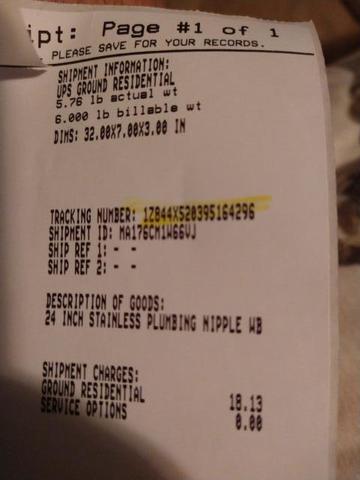 ipt: Page #1 of 1
PLEASE SAVE FOR YOUR RECORDS.
SHIPMENT INFORMATION:
UPS GROUND RESIDENTIAL
5.76 lb actual wt
6.000 lb billable wt
DIMS: 32.00X7.00X3.00 IN
TRACKING NUMBER: 1Z844X520395164296
SHIPMENT ID: MA176CM1W66VJ
SHIP REF 1: - -
SHIP REF 2: - -
DESCRIPTION OF GOODS:
24 INCH STAINLESS PLUMBING NIPPLE WB
SHIPMENT CHARGES:
GROUND RESIDENTIAL 18.13
SERVICE OPTIONS 0.00